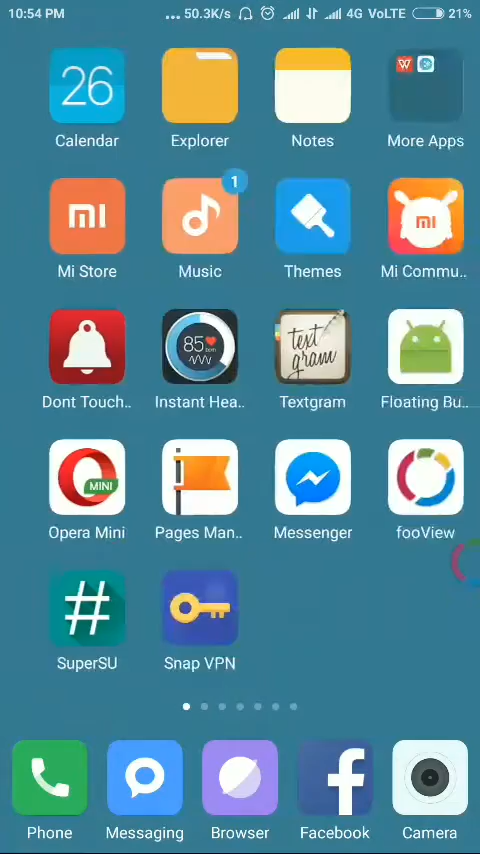 10:54 PM ... 50.3K/s 4G VoLTE 21%
26
Calendar Explorer Notes More Apps
1
Mi Store Music Themes Mi Commu..
85 bpm
text gram
Dont Touch.. Instant Hea.. Textgram Floating Bu..
MINI
Opera Mini Pages Man.. Messenger fooView
SuperSU Snap VPN
Phone Messaging Browser Facebook Camera